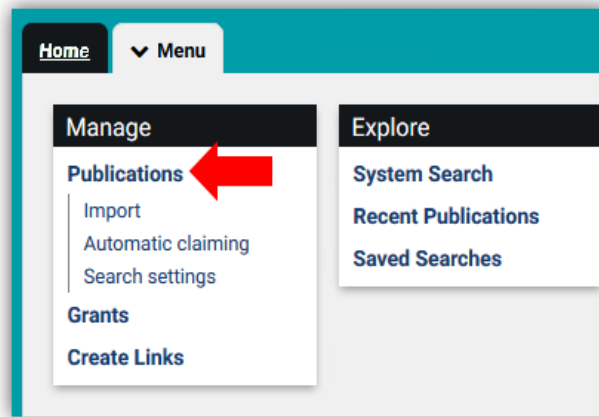 Home
Menu
Manage
Publications
Import
Automatic claiming
Search settings
Grants
Create Links
Explore
System Search
Recent Publications
Saved Searches